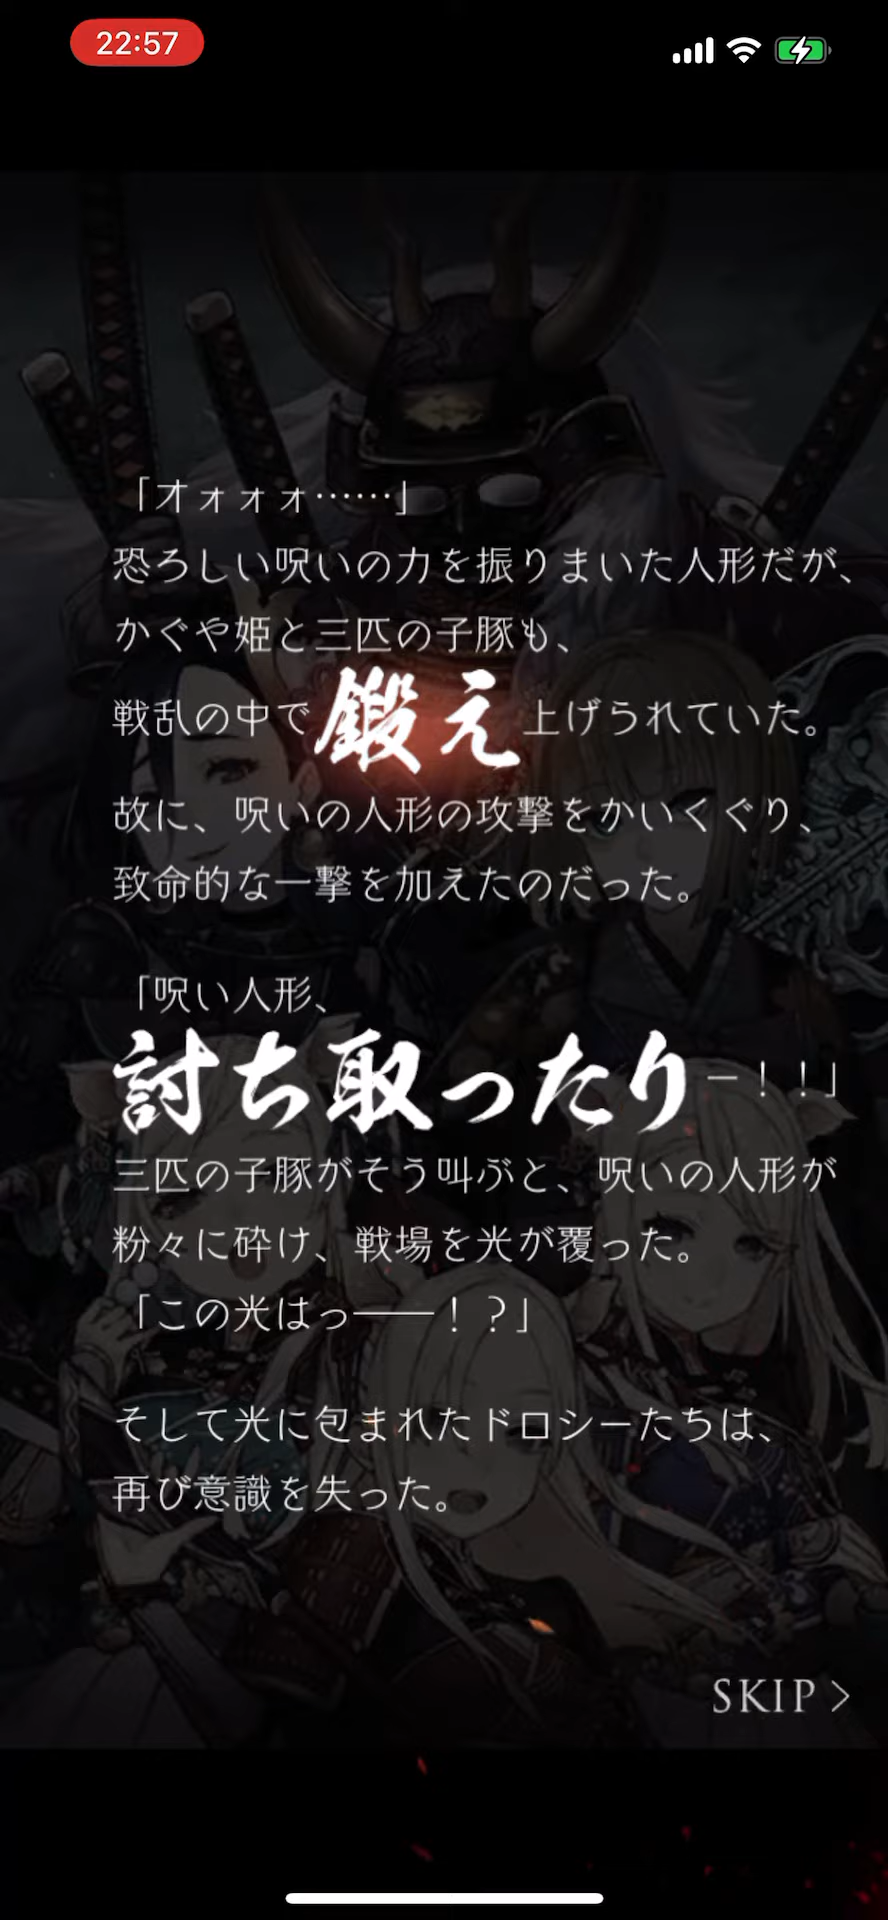 22:57
「オォォォ……」
恐ろしい呪いの力を振りまいた人形だが、
かぐや姫と三匹の子豚も、
戦乱の中で鍛え上げられていた。
故に、呪いの人形の攻撃をかいくぐり、
致命的な一撃を加えたのだった。
「呪い人形、
討ち取ったりー！！」
三匹の子豚がそう叫ぶと、呪いの人形が
粉々に砕け、戦場を光が覆った。
「この光はっ――！？」
そして光に包まれたドロシーたちは、
再び意識を失った。
SKIP >